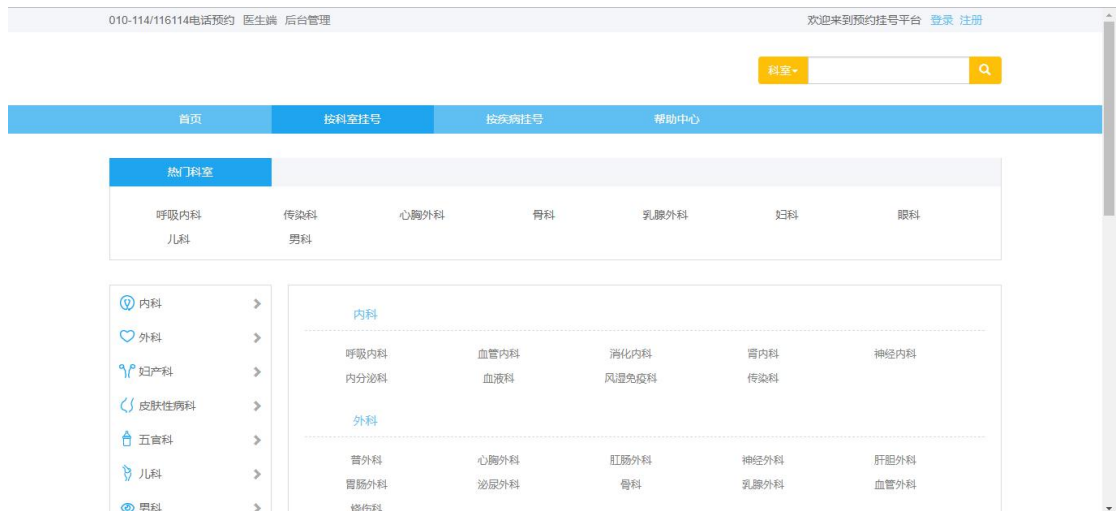 010-114/116114电话预约 医生端 后台管理 欢迎来到预约挂号平台 登录 注册
科室
首页 按科室挂号 按疾病挂号 帮助中心
热门科室
呼吸内科 传染科 心胸外科 骨科 乳腺外科 妇科 眼科
儿科 男科
内科
外科
妇产科
皮肤性病科
五官科
儿科
男科
内科
呼吸内科 血管内科 消化内科 肾内科 神经内科
内分泌科 血液科 风湿免疫科 传染科
外科
普外科 心胸外科 肛肠外科 神经外科 肝胆外科
胃肠外科 泌尿外科 骨科 乳腺外科 血管外科
烧伤科